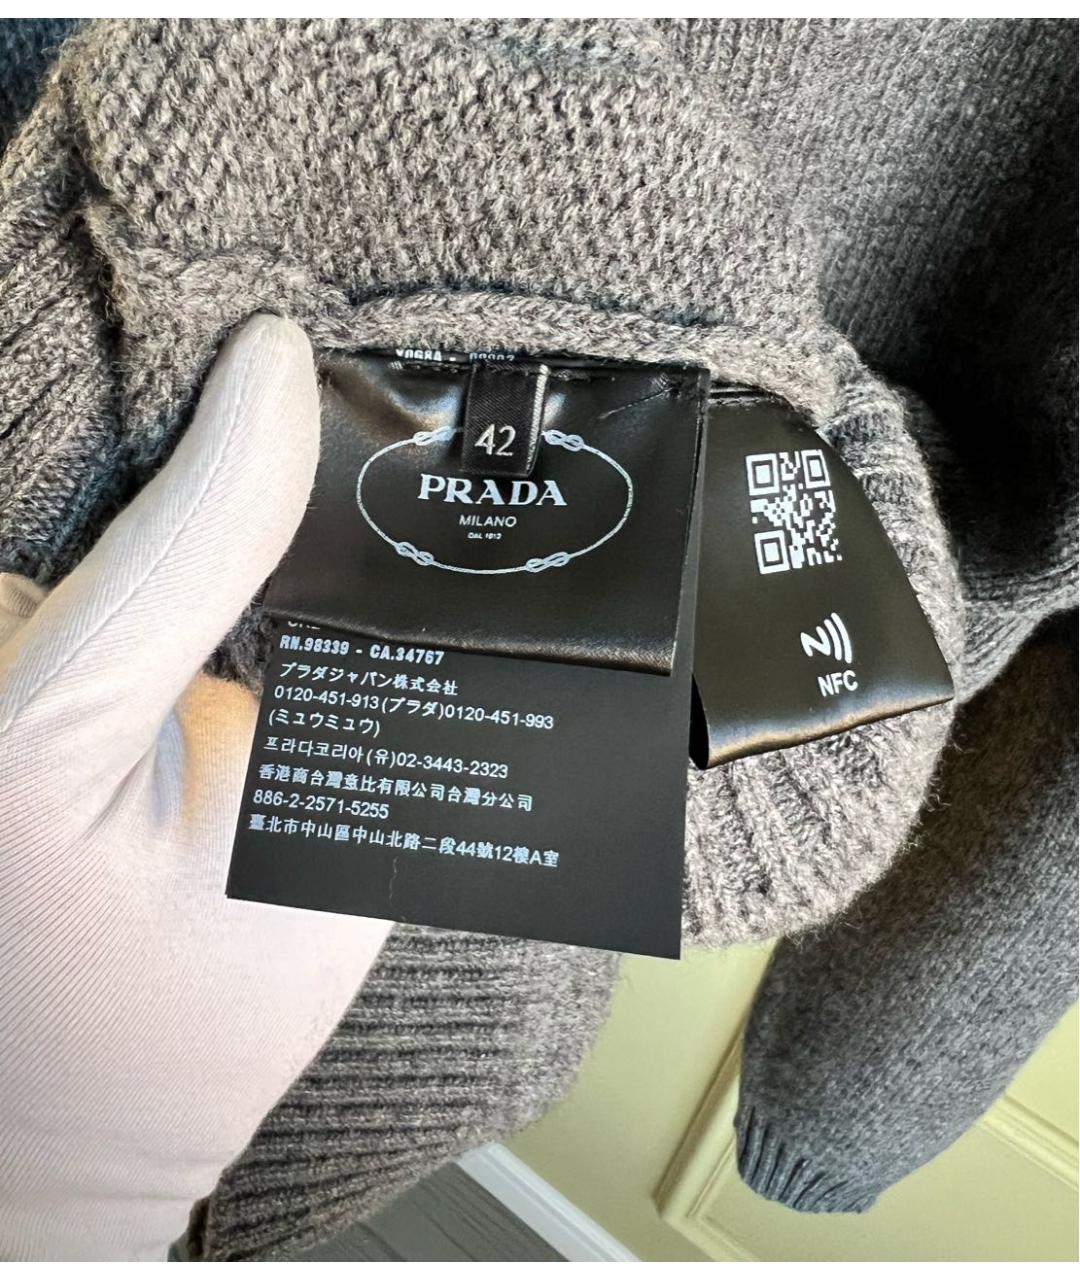 42
PRADA
MILANO
DAL 1913
NFC
RN.98339 - CA.34767
プラダジャパン株式会社
0120-451-913(プラダ)0120-451-993
(ミュウミュウ)
프라다코리아(유)02-3443-2323
香港商台灣意比有限公司台灣分公司
886-2-2571-5255
臺北市中山區中山北路二段44號12樓A室